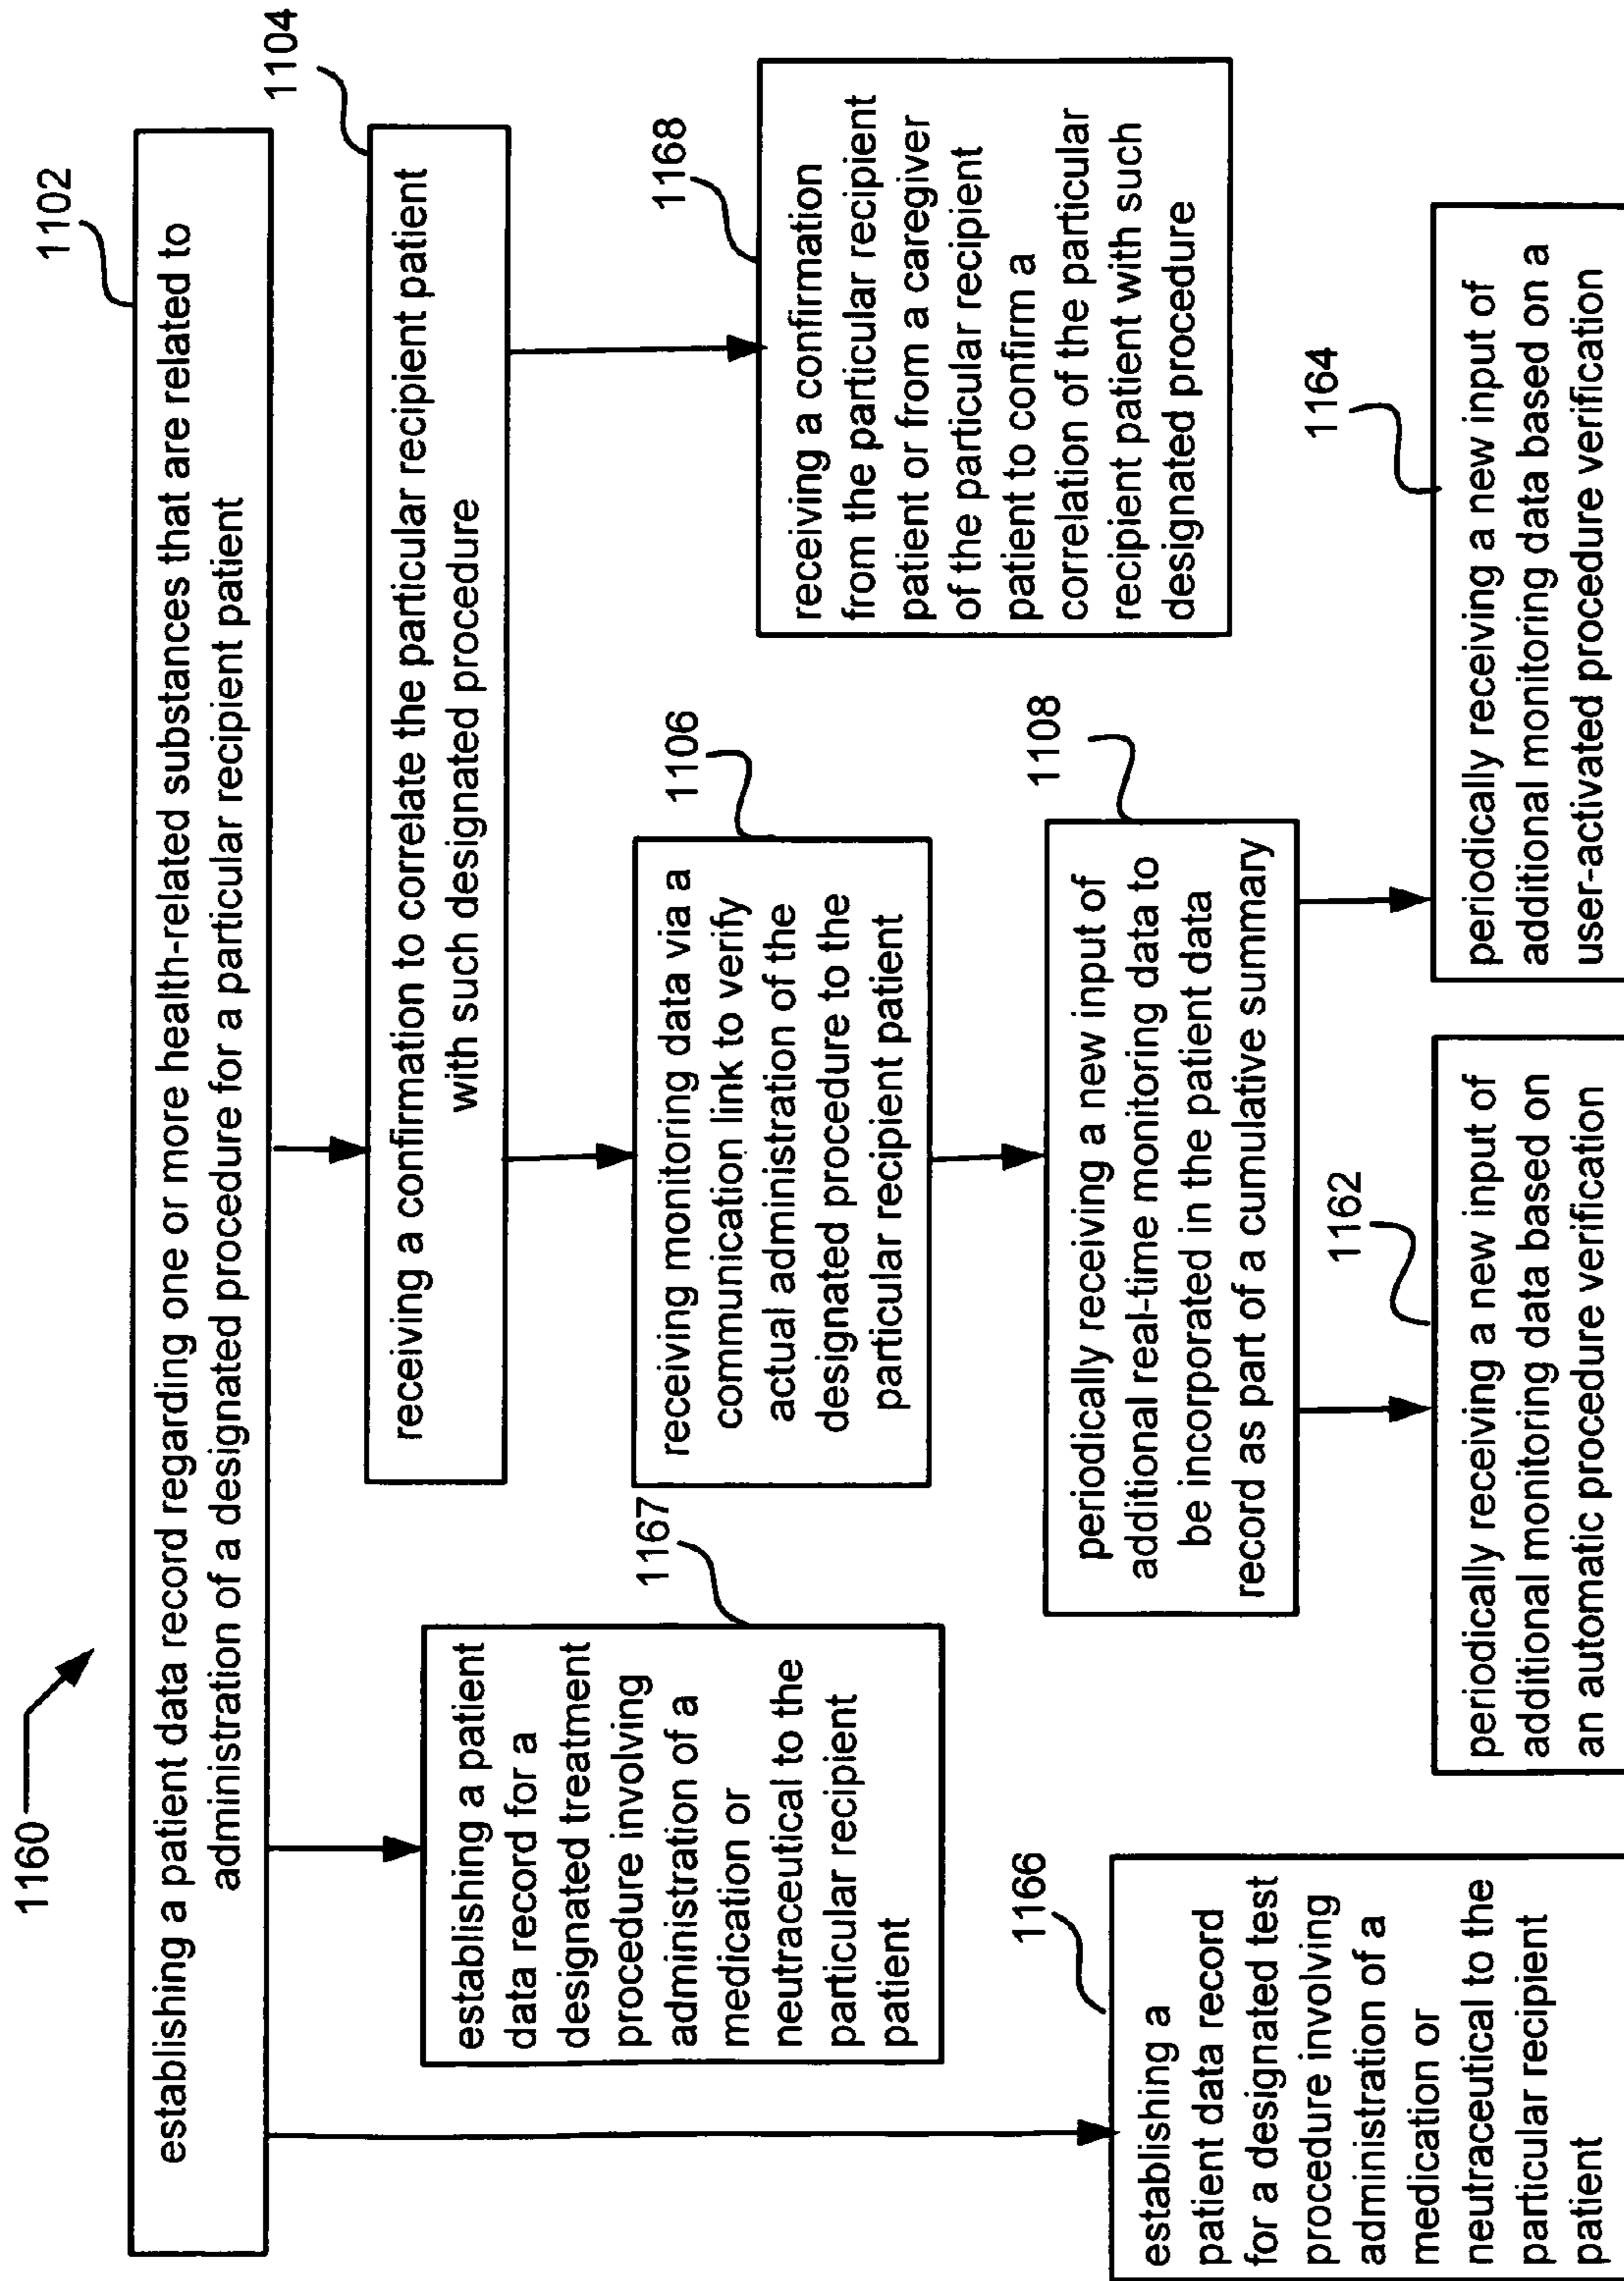 1160
1102
establishing a patient data record regarding one or more health-related substances that are related to
administration of a designated procedure for a particular recipient patient
1104
receiving a confirmation to correlate the particular recipient patient
with such designated procedure
1167
establishing a patient
data record for a
designated treatment
procedure involving
administration of a
medication or
neutraceutical to the
particular recipient
patient
1106
receiving monitoring data via a
communication link to verify
actual administration of the
designated procedure to the
particular recipient patient
1168
receiving a confirmation
from the particular recipient
patient or from a caregiver
of the particular recipient
patient to confirm a
correlation of the particular
recipient patient with such
designated procedure
1108
periodically receiving a new input of
additional real-time monitoring data to
be incorporated in the patient data
record as part of a cumulative summary
1166
establishing a
patient data record
for a designated test
procedure involving
administration of a
medication or
neutraceutical to the
particular recipient
patient
1162
periodically receiving a new input of
additional monitoring data based on
an automatic procedure verification
1164
periodically receiving a new input of
additional monitoring data based on a
user-activated procedure verification